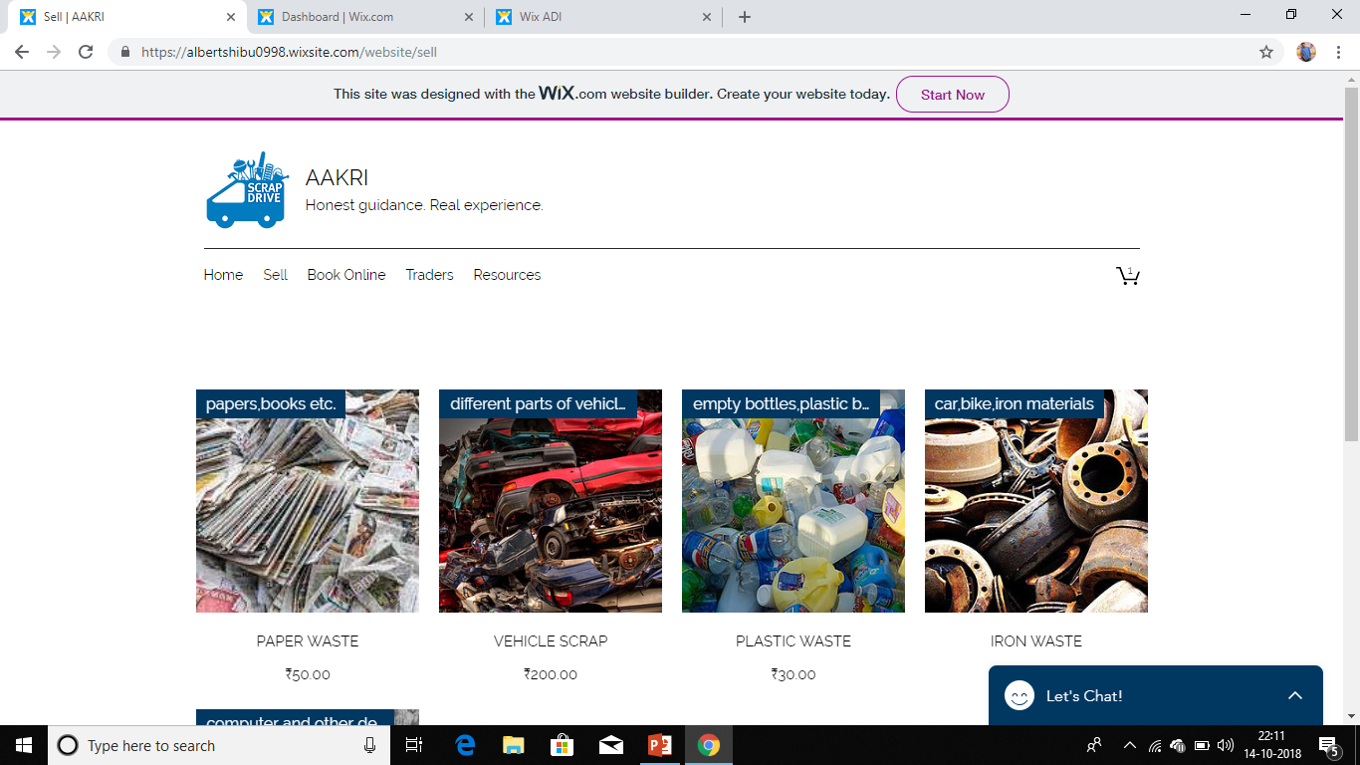 Sell | AAKRI
Dashboard | Wix.com
Wix ADI
https://albertshibu0998.wixsite.com/website/sell
This site was designed with the WiX.com website builder. Create your website today.
Start Now
SCRAP
DRIVE
AAKRI
Honest guidance. Real experience.
Home
Sell
Book Online
Traders
Resources
1
papers,books etc.
different parts of vehicl...
empty bottles,plastic b...
car,bike,iron materials
PAPER WASTE
VEHICLE SCRAP
PLASTIC WASTE
IRON WASTE
₹50.00
₹200.00
₹30.00
Let's Chat!
computer and other de...
Type here to search
22:11
14-10-2018
5